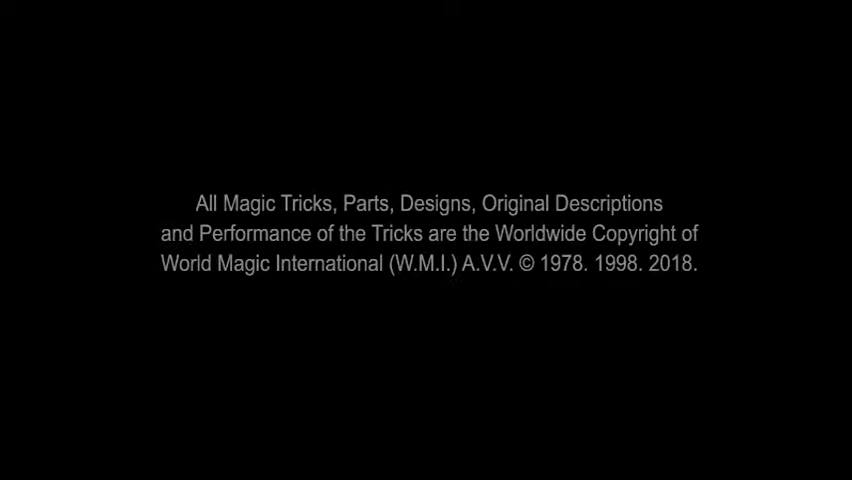 All Magic Tricks, Parts, Designs, Original Descriptions
and Performance of the Tricks are the Worldwide Copyright of
World Magic International (W.M.I.) A.V.V. © 1978. 1998. 2018.